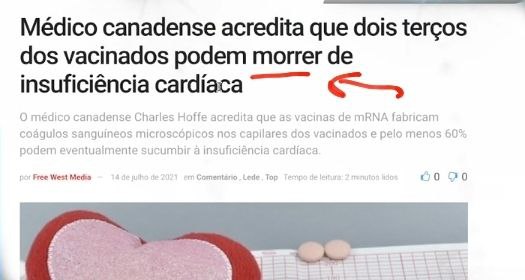 Médico canadense acredita que dois terços
dos vacinados podem morrer de
insuficiência cardíaca
O médico canadense Charles Hoffe acredita que as vacinas de mRNA fabricam
coágulos sanguíneos microscópicos nos capilares dos vacinados e pelo menos 60%
podem eventualmente sucumbir à insuficiência cardíaca.
por Free West Media – 14 de julho de 2021 em Comentário , Lede , Top Tempo de leitura: 2 minutos lidos 0 0